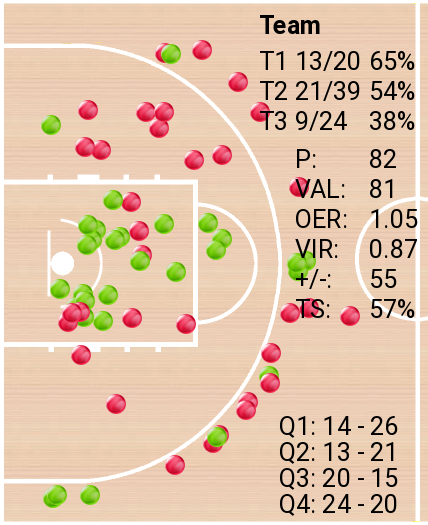 Team
T1 13/20 65%
T2 21/39 54%
T3 9/24 38%
P: 82
VAL: 81
OER: 1.05
VIR: 0.87
+/-: 55
TS: 57%
Q1: 14 - 26
Q2: 13 - 21
Q3: 20 - 15
Q4: 24 - 20